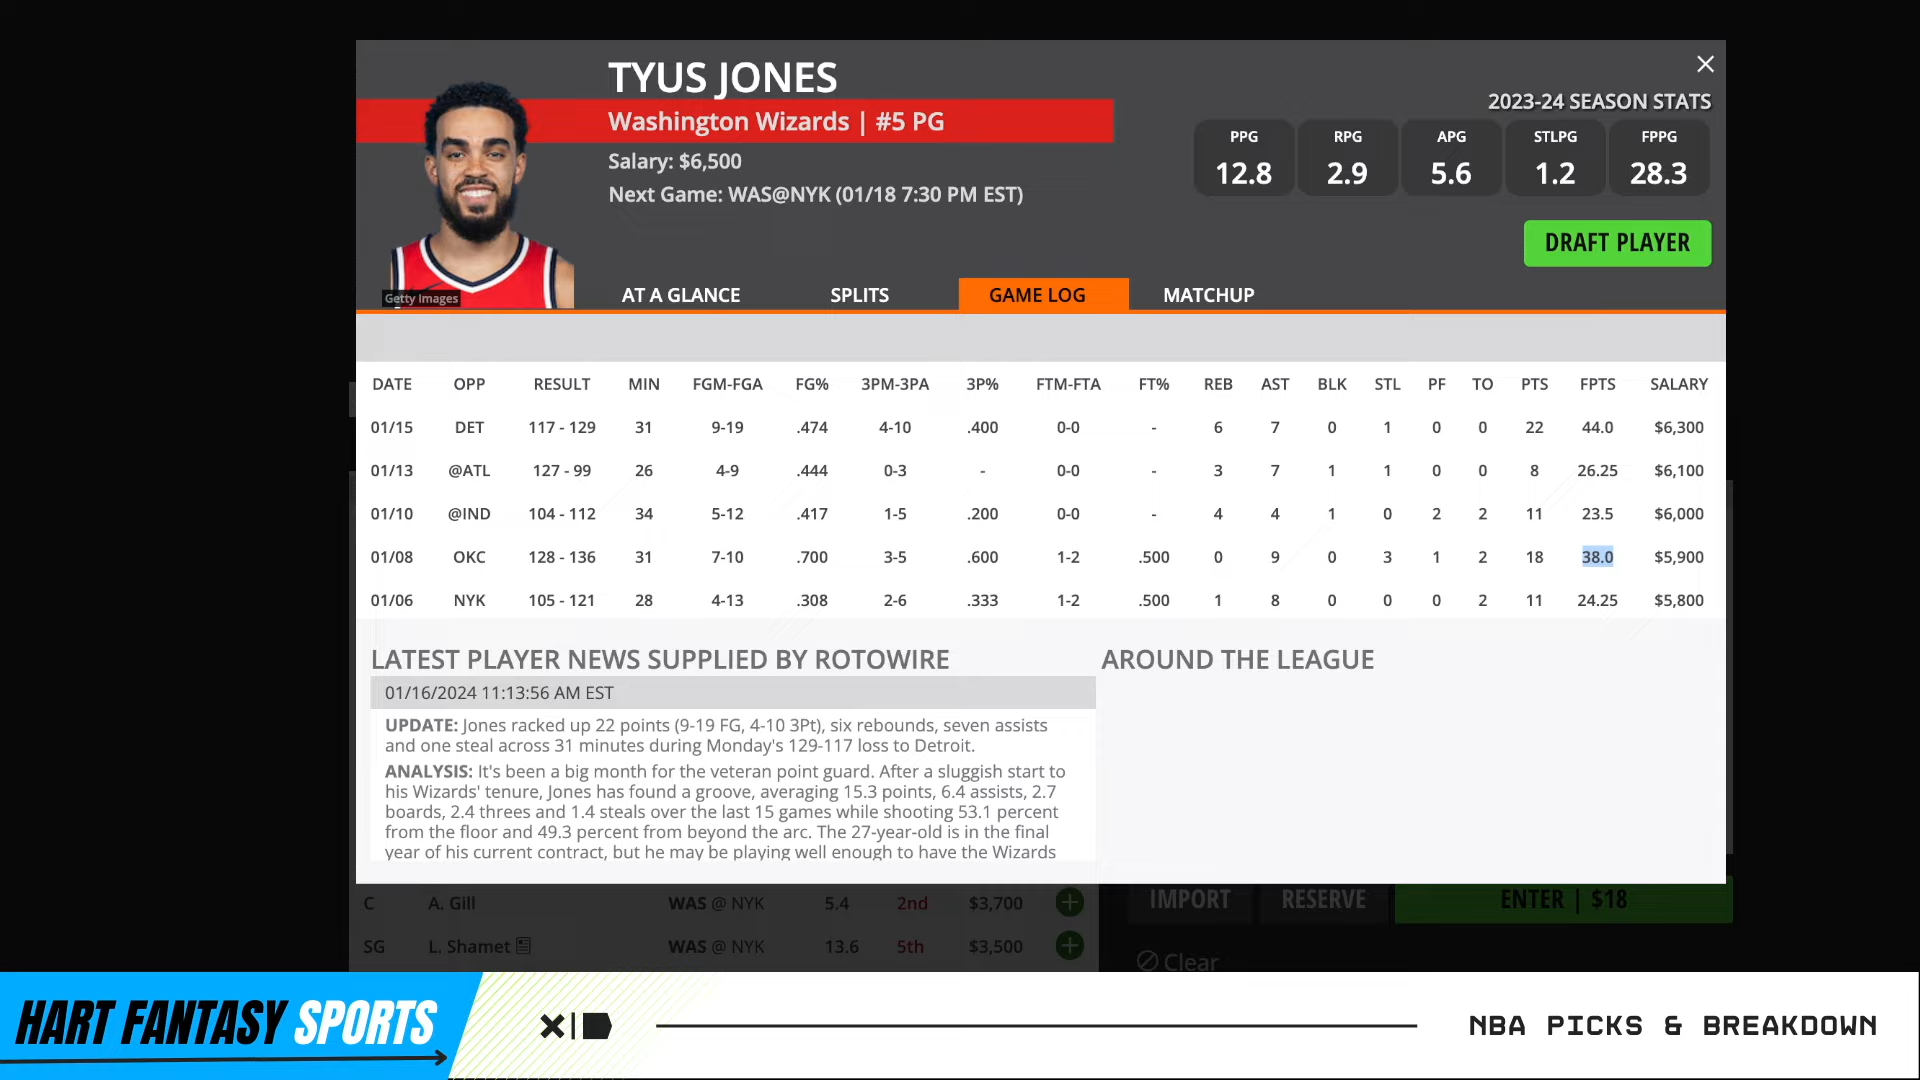 TYUS JONES
Washington Wizards | #5 PG
Salary: $6,500
Next Game: WAS@NYK (01/18 7:30 PM EST)
Getty Images
2023-24 SEASON STATS
PPG RPG APG STLPG FPPG
12.8 2.9 5.6 1.2 28.3
DRAFT PLAYER
AT A GLANCE SPLITS GAME LOG MATCHUP
DATE OPP RESULT MIN FGM-FGA FG% 3PM-3PA 3P% FTM-FTA FT% REB AST BLK STL PF TO PTS FPTS SALARY
01/15 DET 117 - 129 31 9-19 .474 4-10 .400 0-0 - 6 7 0 1 0 0 22 44.0 $6,300
01/13 @ATL 127 - 99 26 4-9 .444 0-3 - 0-0 - 3 7 1 1 0 0 8 26.25 $6,100
01/10 @IND 104 - 112 34 5-12 .417 1-5 .200 0-0 - 4 4 1 0 2 2 11 23.5 $6,000
01/08 OKC 128 - 136 31 7-10 .700 3-5 .600 1-2 .500 0 9 0 3 1 2 18 38.0 $5,900
01/06 NYK 105 - 121 28 4-13 .308 2-6 .333 1-2 .500 1 8 0 0 0 2 11 24.25 $5,800
LATEST PLAYER NEWS SUPPLIED BY ROTOWIRE
01/16/2024 11:13:56 AM EST
UPDATE: Jones racked up 22 points (9-19 FG, 4-10 3Pt), six rebounds, seven assists
and one steal across 31 minutes during Monday's 129-117 loss to Detroit.
ANALYSIS: It's been a big month for the veteran point guard. After a sluggish start to
his Wizards' tenure, Jones has found a groove, averaging 15.3 points, 6.4 assists, 2.7
boards, 2.4 threes and 1.4 steals over the last 15 games while shooting 53.1 percent
from the floor and 49.3 percent from beyond the arc. The 27-year-old is in the final
year of his current contract, but he may be playing well enough to have the Wizards
AROUND THE LEAGUE
C A. Gill WAS @ NYK 5.4 2nd $3,700
SG L. Shamet WAS @ NYK 13.6 5th $3,500
IMPORT RESERVE ENTER | $18
Clear
HART FANTASY SPORTS
NBA PICKS & BREAKDOWN